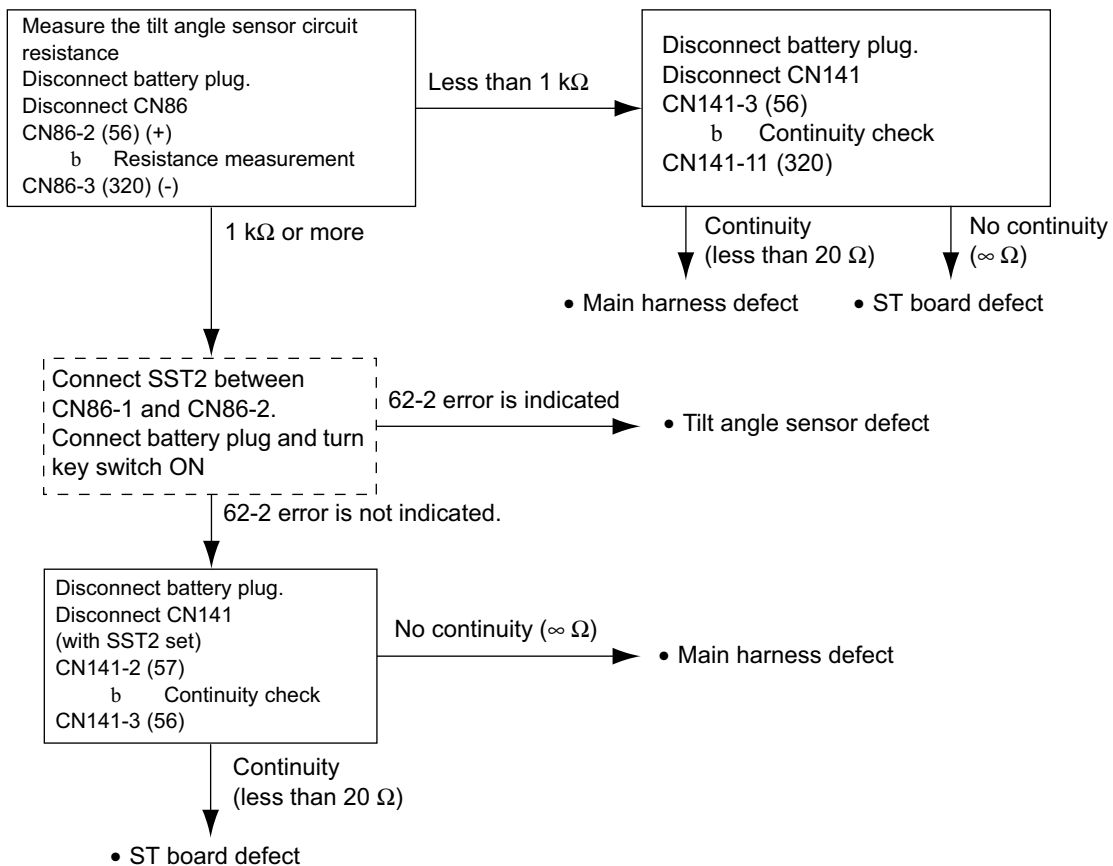 Measure the tilt angle sensor circuit
resistance
Disconnect battery plug.
Disconnect CN86
CN86-2 (56) (+)
b Resistance measurement
CN86-3 (320) (-)
Less than 1 kΩ
Disconnect battery plug.
Disconnect CN141
CN141-3 (56)
b Continuity check
CN141-11 (320)
1 kΩ or more
Continuity
(less than 20 Ω)
No continuity
(∞ Ω)
• Main harness defect
• ST board defect
Connect SST2 between
CN86-1 and CN86-2.
Connect battery plug and turn
key switch ON
62-2 error is indicated
• Tilt angle sensor defect
62-2 error is not indicated.
Disconnect battery plug.
Disconnect CN141
(with SST2 set)
CN141-2 (57)
b Continuity check
CN141-3 (56)
No continuity (∞ Ω)
• Main harness defect
Continuity
(less than 20 Ω)
• ST board defect